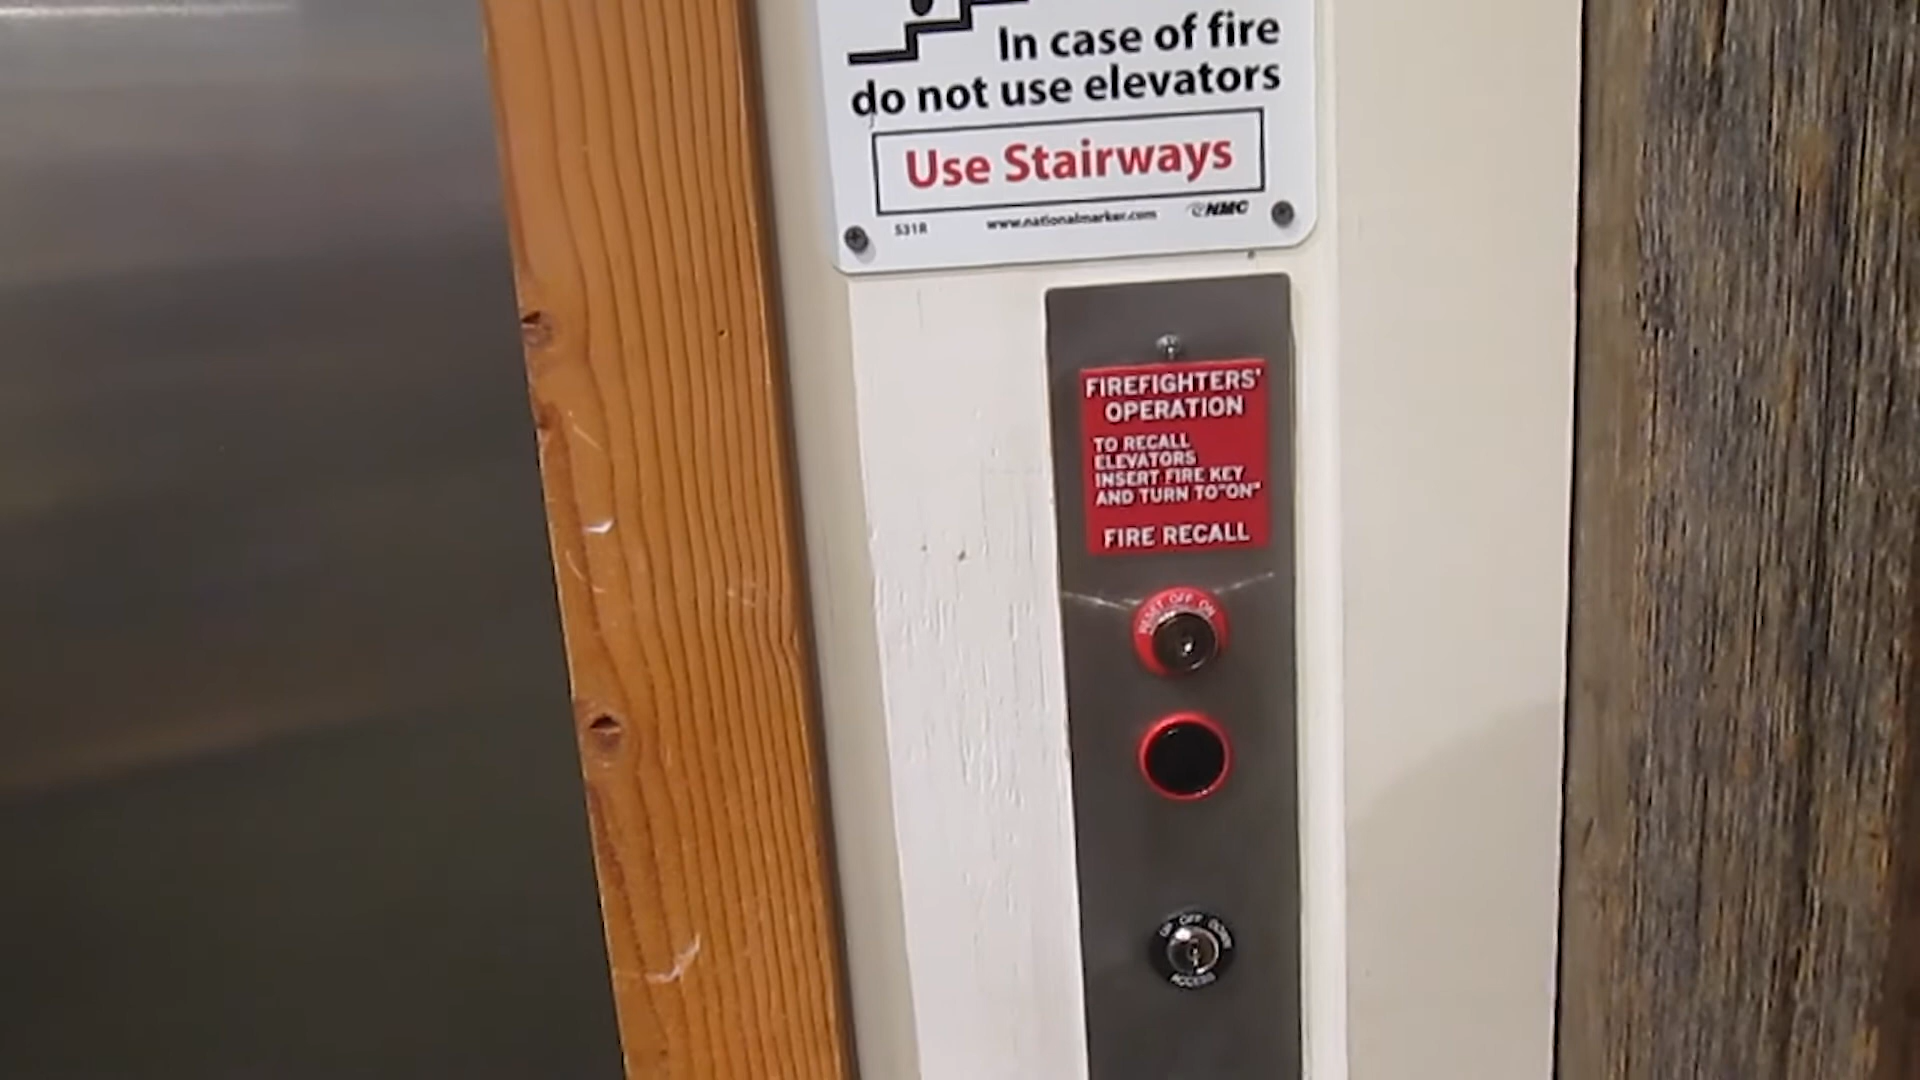 In case of fire
do not use elevators
Use Stairways
531R www.nationalmarker.com NMC
FIREFIGHTERS'
OPERATION
TO RECALL
ELEVATORS
INSERT FIRE KEY
AND TURN TO "ON"
FIRE RECALL
RESET OFF ON
UP OFF DOWN
ACCESS